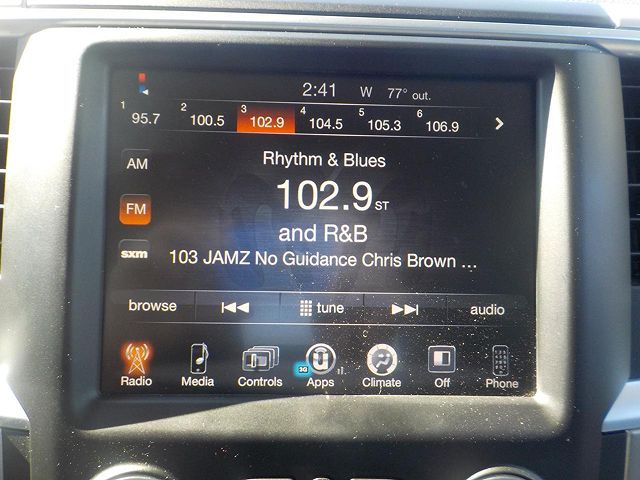 2:41 W 77° out.
1 95.7 2 100.5 3 102.9 4 104.5 5 105.3 6 106.9
AM
Rhythm & Blues
FM
102.9 ST
and R&B
sxm
103 JAMZ No Guidance Chris Brown ...
browse tune audio
3G
Radio Media Controls Apps Climate Off Phone